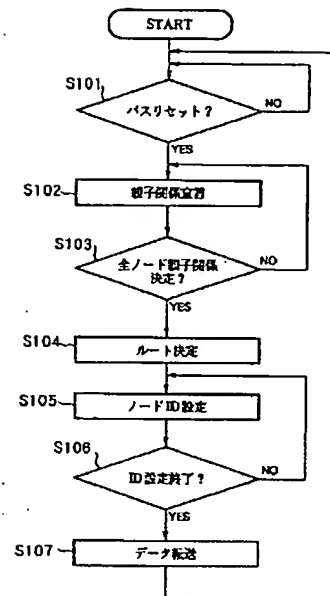 START
S101
バスリセット？
NO
YES
S102
親子関係宣言
S103
全ノード親子関係
決定？
NO
YES
S104
ルート決定
S105
ノードID設定
S106
ID設定終了？
NO
YES
S107
データ転送